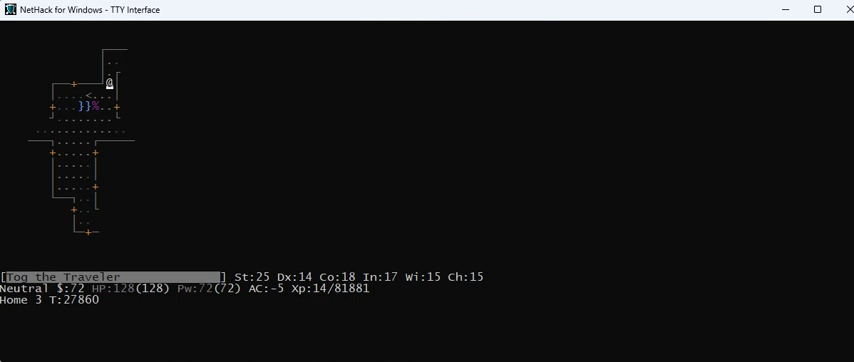 NetHack for Windows - TTY Interface
[Tog the Traveler ] St:25 Dx:14 Co:18 In:17 Wi:15 Ch:15
Neutral $:72 HP:128(128) Pw:72(72) AC:-5 Xp:14/81881
Home 3 T:27860